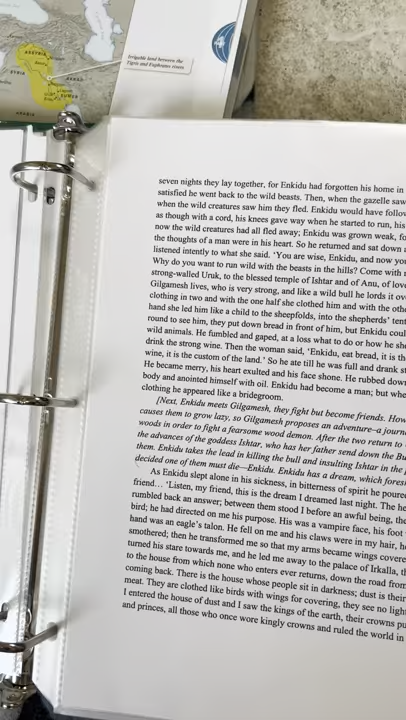 ASSYRIA
SYRIA
AKKAD
SUMER
ARABIA
Irrigable land between the
Tigris and Euphrates rivers
seven nights they lay together, for Enkidu had forgotten his home in
satisfied he went back to the wild beasts. Then, when the gazelle saw
when the wild creatures saw him they fled. Enkidu would have follow
as though with a cord, his knees gave way when he started to run, his
now the wild creatures had all fled away; Enkidu was grown weak, fo
the thoughts of a man were in his heart. So he returned and sat down
listened intently to what she said. 'You are wise, Enkidu, and now yo
Why do you want to run wild with the beasts in the hills? Come with
strong-walled Uruk, to the blessed temple of Ishtar and of Anu, of love
Gilgamesh lives, who is very strong, and like a wild bull he lords it ov
clothing in two and with the one half she clothed him and with the othe
hand she led him like a child to the sheepfolds, into the shepherds' tent
round to see him, they put down bread in front of him, but Enkidu coul
wild animals. He fumbled and gaped, at a loss what to do or how he sh
drink the strong wine. Then the woman said, 'Enkidu, eat bread, it is th
wine, it is the custom of the land.' So he ate till he was full and drank st
He became merry, his heart exulted and his face shone. He rubbed down
body and anointed himself with oil. Enkidu had become a man; but whe
clothing he appeared like a bridegroom.
[Next, Enkidu meets Gilgamesh, they fight but become friends. How
causes them to grow lazy, so Gilgamesh proposes an adventure–a journ
woods in order to fight a fearsome wood demon. After the two return to
the advances of the goddess Ishtar, who has her father send down the Bu
them. Enkidu takes the lead in killing the bull and insulting Ishtar in the
decided one of them must die—Enkidu. Enkidu has a dream, which fores
As Enkidu slept alone in his sickness, in bitterness of spirit he poured
friend… 'Listen, my friend, this is the dream I dreamed last night. The he
rumbled back an answer; between them stood I before an awful being, the
bird; he had directed on me his purpose. His was a vampire face, his foot
hand was an eagle's talon. He fell on me and his claws were in my hair, he
smothered; then he transformed me so that my arms became wings covere
turned his stare towards me, and he led me away to the palace of Irkalla, th
to the house from which none who enters ever returns, down the road from
coming back. There is the house whose people sit in darkness; dust is their
meat. They are clothed like birds with wings for covering, they see no light
I entered the house of dust and I saw the kings of the earth, their crowns pu
and princes, all those who once wore kingly crowns and ruled the world in